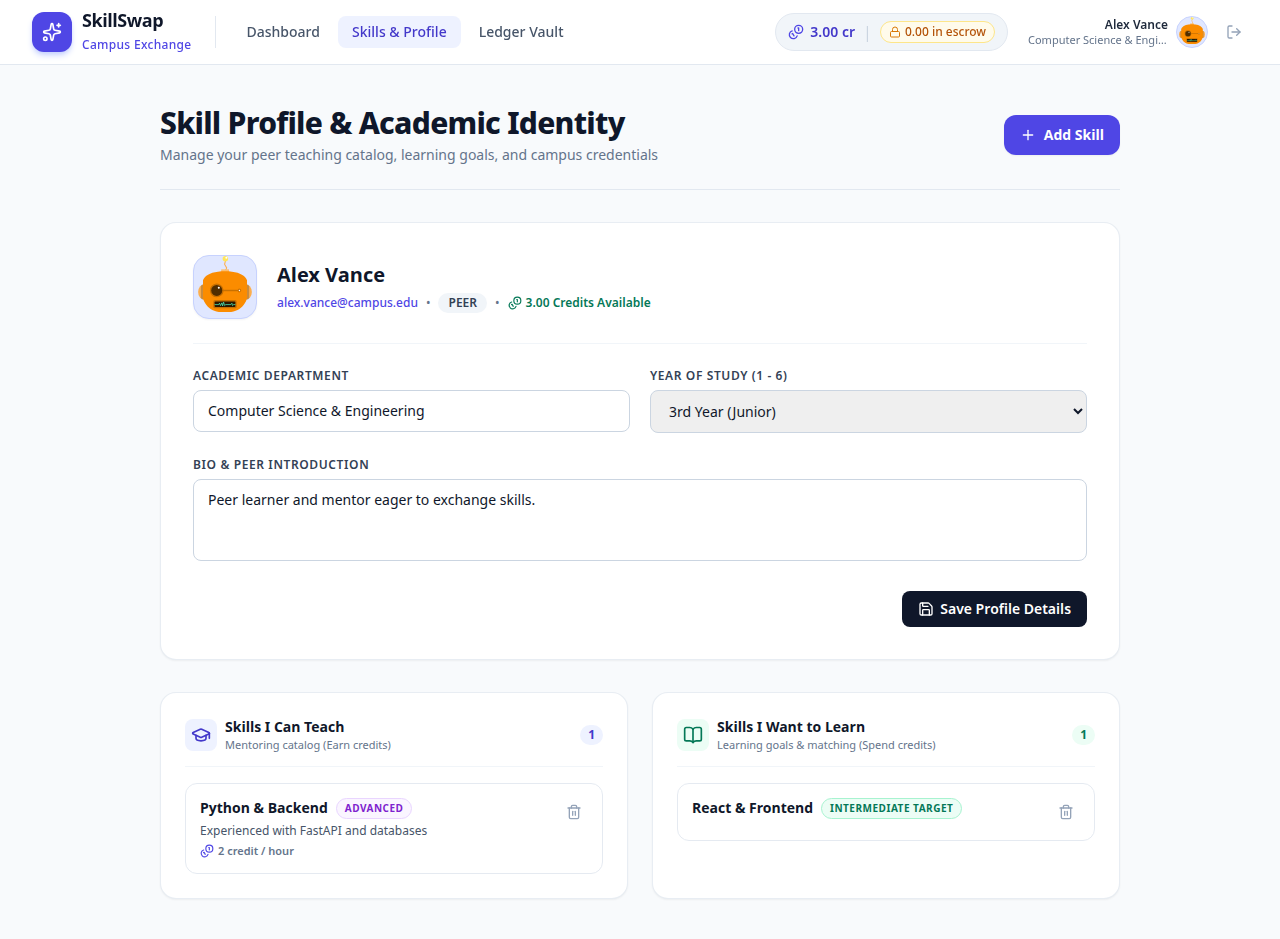 SkillSwap
Campus Exchange
Dashboard
Skills & Profile
Ledger Vault
3.00 cr
0.00 in escrow
Alex Vance
Computer Science & Engi...
Skill Profile & Academic Identity
Manage your peer teaching catalog, learning goals, and campus credentials
Add Skill
Alex Vance
alex.vance@campus.edu • PEER • 3.00 Credits Available
ACADEMIC DEPARTMENT
Computer Science & Engineering
YEAR OF STUDY (1 - 6)
3rd Year (Junior)
BIO & PEER INTRODUCTION
Peer learner and mentor eager to exchange skills.
Save Profile Details
Skills I Can Teach
Mentoring catalog (Earn credits)
1
Python & Backend ADVANCED
Experienced with FastAPI and databases
2 credit / hour
Skills I Want to Learn
Learning goals & matching (Spend credits)
1
React & Frontend INTERMEDIATE TARGET